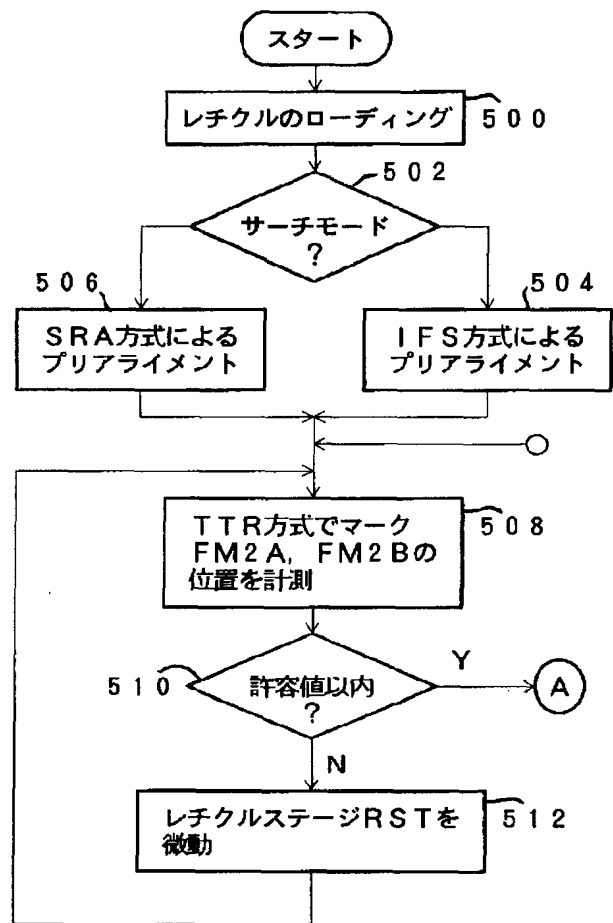 スタート
レチクルのローディング
500
502
サーチモード
?
506
504
SRA方式による
プリアライメント
IFS方式による
プリアライメント
TTR方式でマーク
FM2A, FM2Bの
位置を計測
508
510
許容値以内
?
Y
A
N
レチクルステージRSTを
微動
512